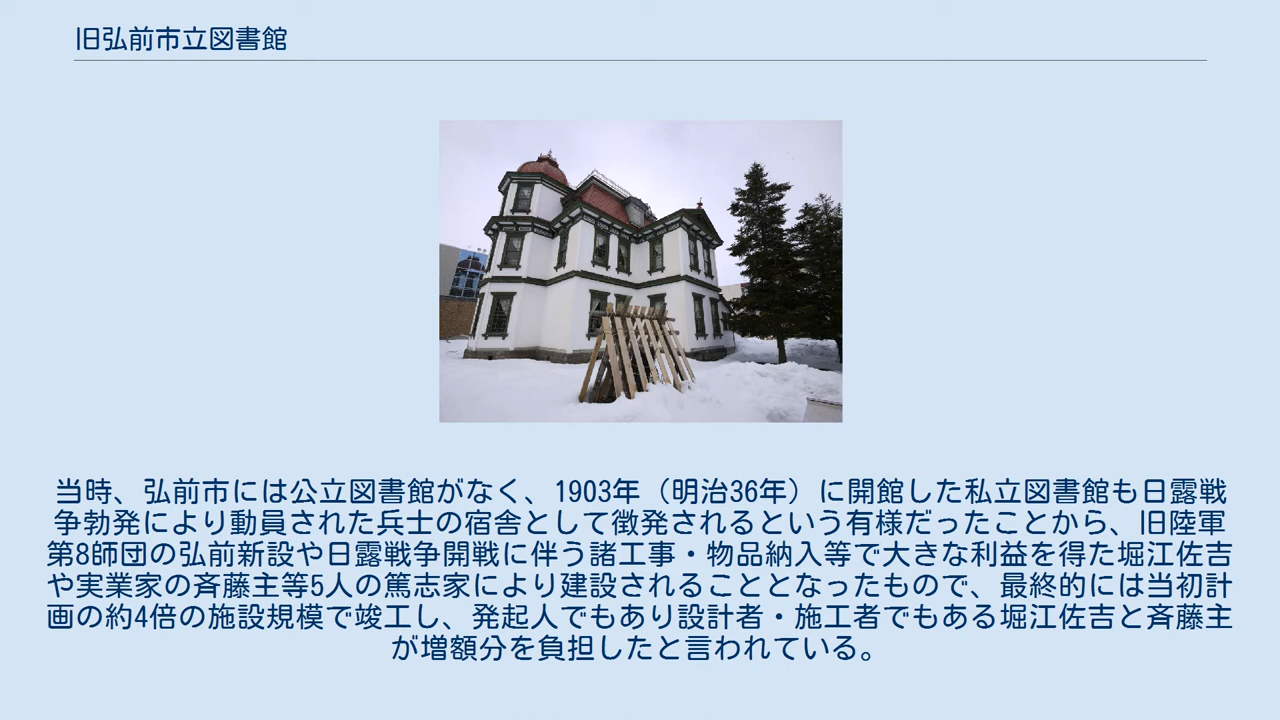 旧弘前市立図書館
当時、弘前市には公立図書館がなく、1903年（明治36年）に開館した私立図書館も日露戦
争勃発により動員された兵士の宿舎として徴発されるという有様だったことから、旧陸軍
第8師団の弘前新設や日露戦争開戦に伴う諸工事・物品納入等で大きな利益を得た堀江佐吉
や実業家の斉藤主等5人の篤志家により建設されることとなったもので、最終的には当初計
画の約4倍の施設規模で竣工し、発起人でもあり設計者・施工者でもある堀江佐吉と斉藤主
が増額分を負担したと言われている。